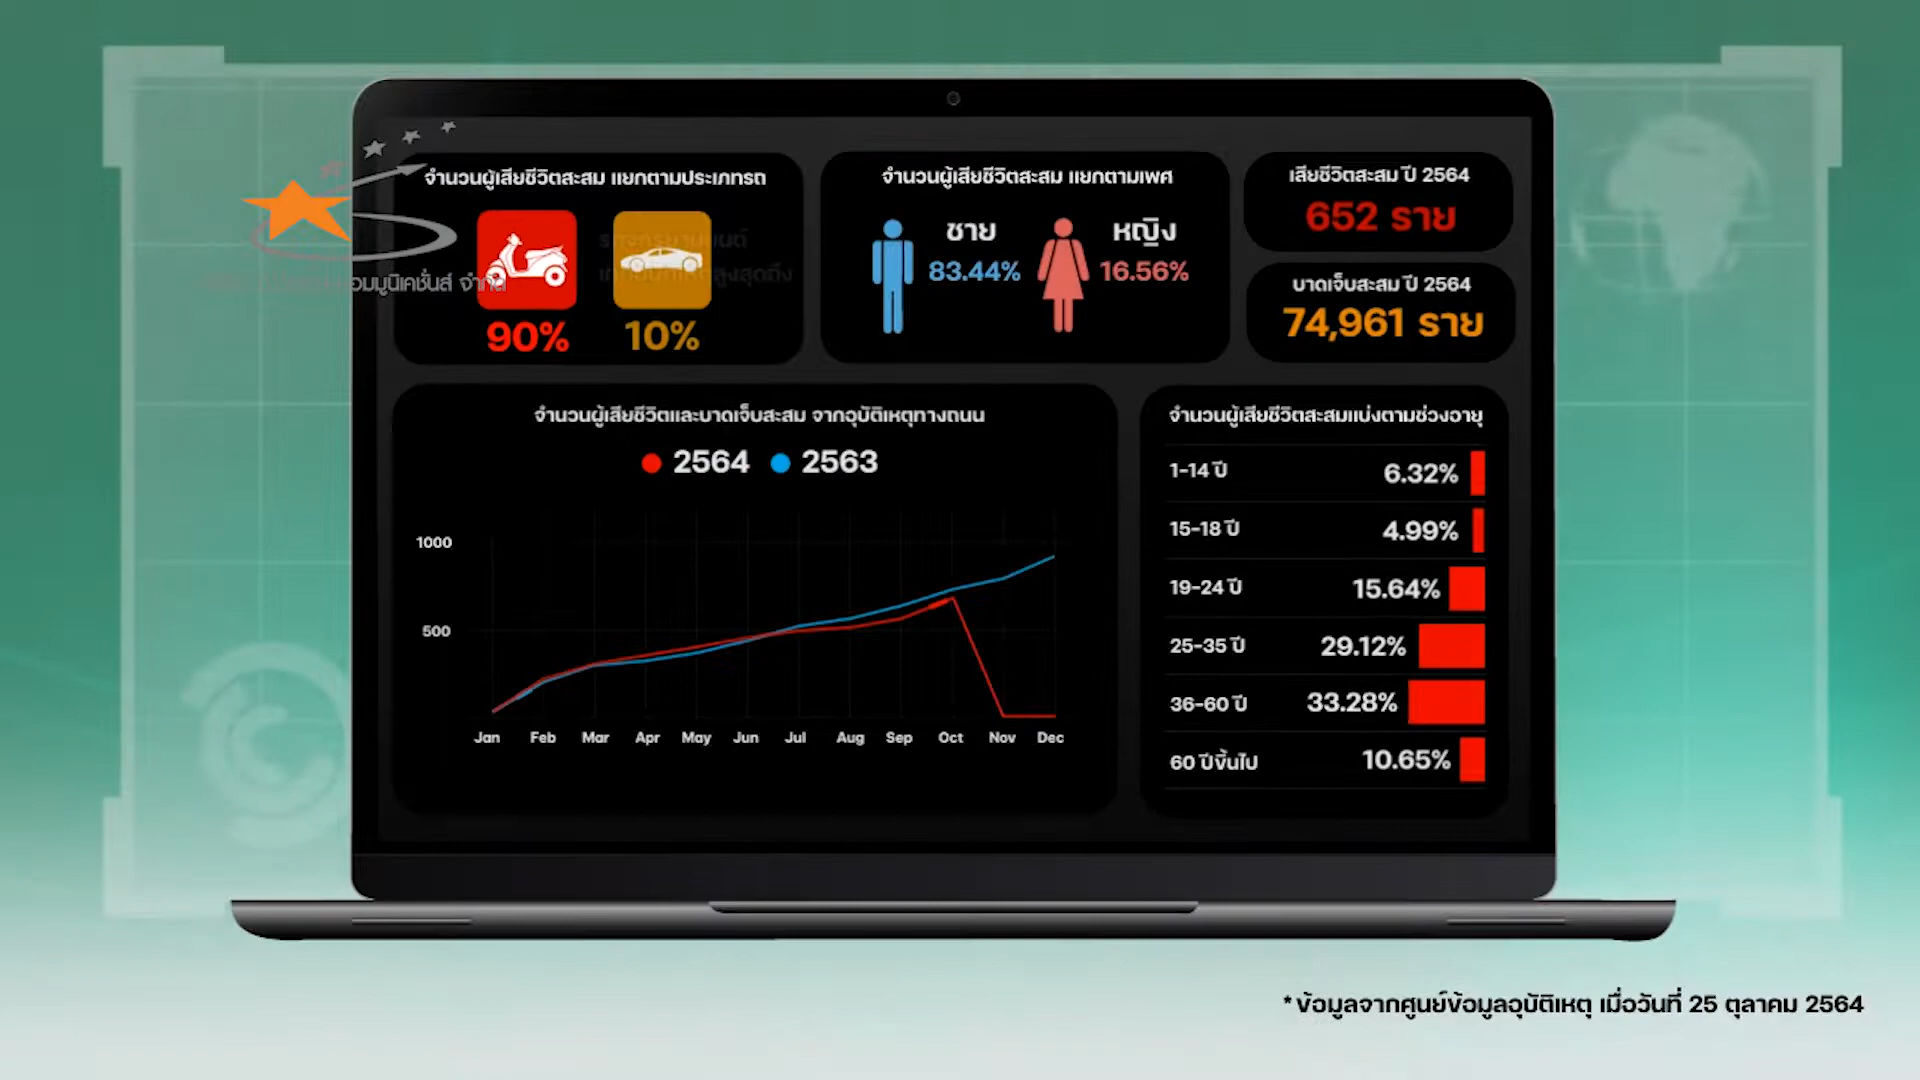 จำนวนผู้เสียชีวิตสะสม แยกตามประเภทรถ
90%
10%
อมมูนิเคชั่นส์ จำกัด
จำนวนผู้เสียชีวิตสะสม แยกตามเพศ
ชาย
83.44%
หญิง
16.56%
เสียชีวิตสะสม ปี 2564
652 ราย
บาดเจ็บสะสม ปี 2564
74,961 ราย
จำนวนผู้เสียชีวิตและบาดเจ็บสะสม จากอุบัติเหตุทางถนน
2564 2563
1000
500
Jan Feb Mar Apr May Jun Jul Aug Sep Oct Nov Dec
จำนวนผู้เสียชีวิตสะสมแบ่งตามช่วงอายุ
1-14 ปี 6.32%
15-18 ปี 4.99%
19-24 ปี 15.64%
25-35 ปี 29.12%
36-60 ปี 33.28%
60 ปีขึ้นไป 10.65%
* ข้อมูลจากศูนย์ข้อมูลอุบัติเหตุ เมื่อวันที่ 25 ตุลาคม 2564